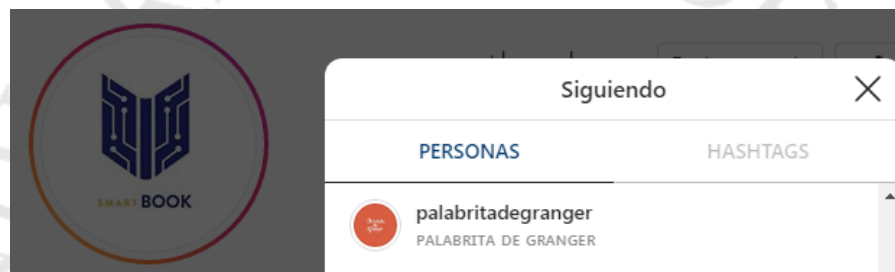 SMART BOOK
Siguiendo
PERSONAS
HASHTAGS
palabritadegranger
PALABRITA DE GRANGER